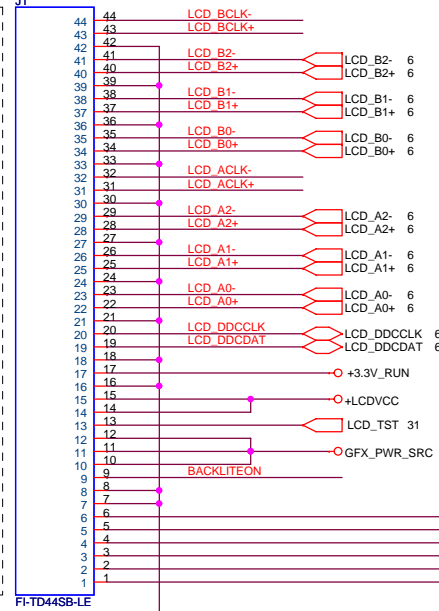 J1
44 44 LCD_BCLK-
43 43 LCD_BCLK+
42 42
41 41 LCD_B2- LCD_B2- 6
40 40 LCD_B2+ LCD_B2+ 6
39 39
38 38 LCD_B1- LCD_B1- 6
37 37 LCD_B1+ LCD_B1+ 6
36 36
35 35 LCD_B0- LCD_B0- 6
34 34 LCD_B0+ LCD_B0+ 6
33 33
32 32 LCD_ACLK-
31 31 LCD_ACLK+
30 30
29 29 LCD_A2- LCD_A2- 6
28 28 LCD_A2+ LCD_A2+ 6
27 27
26 26 LCD_A1- LCD_A1- 6
25 25 LCD_A1+ LCD_A1+ 6
24 24
23 23 LCD_A0- LCD_A0- 6
22 22 LCD_A0+ LCD_A0+ 6
21 21
20 20 LCD_DDCCLK LCD_DDCCLK 6
19 19 LCD_DDCDAT LCD_DDCDAT 6
18 18
17 17 +3.3V_RUN
16 16
15 15 +LCDVCC
14 14
13 13 LCD_TST 31
12 12
11 11 GFX_PWR_SRC
10 10
9 9 BACKLITEON
8 8
7 7
6 6
5 5
4 4
3 3
2 2
1 1
FI-TD44SB-LE